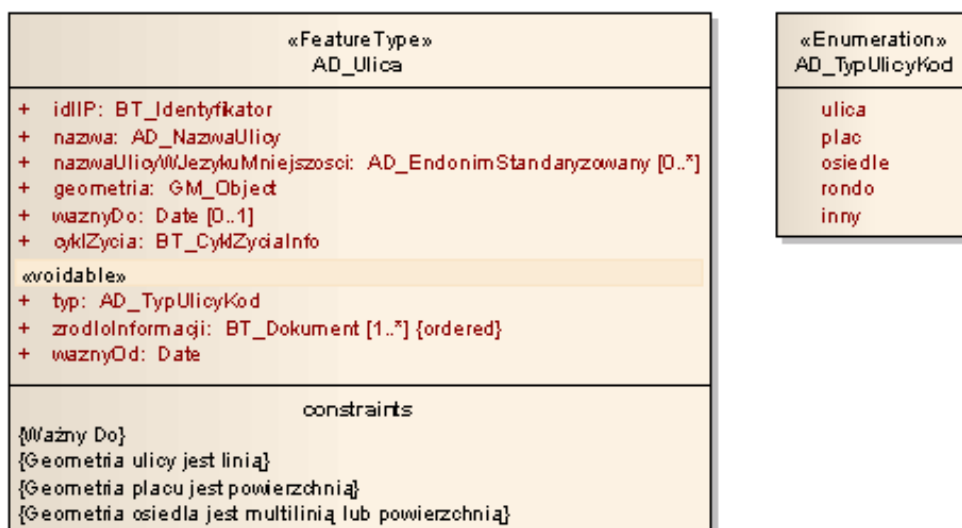 «FeatureType»
AD_Ulica
+ idIIP: BT_Identyfikator
+ nazwa: AD_NazwaUlicy
+ nazwaUlicyWJezykuMniejszosci: AD_EndonimStandaryzowany [0..*]
+ geometria: GM_Object
+ waznyDo: Date [0..1]
+ cyklZycia: BT_CyklZyciaInfo
«voidable»
+ typ: AD_TypUlicyKod
+ zrodloInformacji: BT_Dokument [1..*] {ordered}
+ waznyOd: Date
constraints
{Ważny Do}
{Geometria ulicy jest linią}
{Geometria placu jest powierzchnią}
{Geometria osiedla jest multilinią lub powierzchnią}
«Enumeration»
AD_TypUlicyKod
ulica
plac
osiedle
rondo
inny